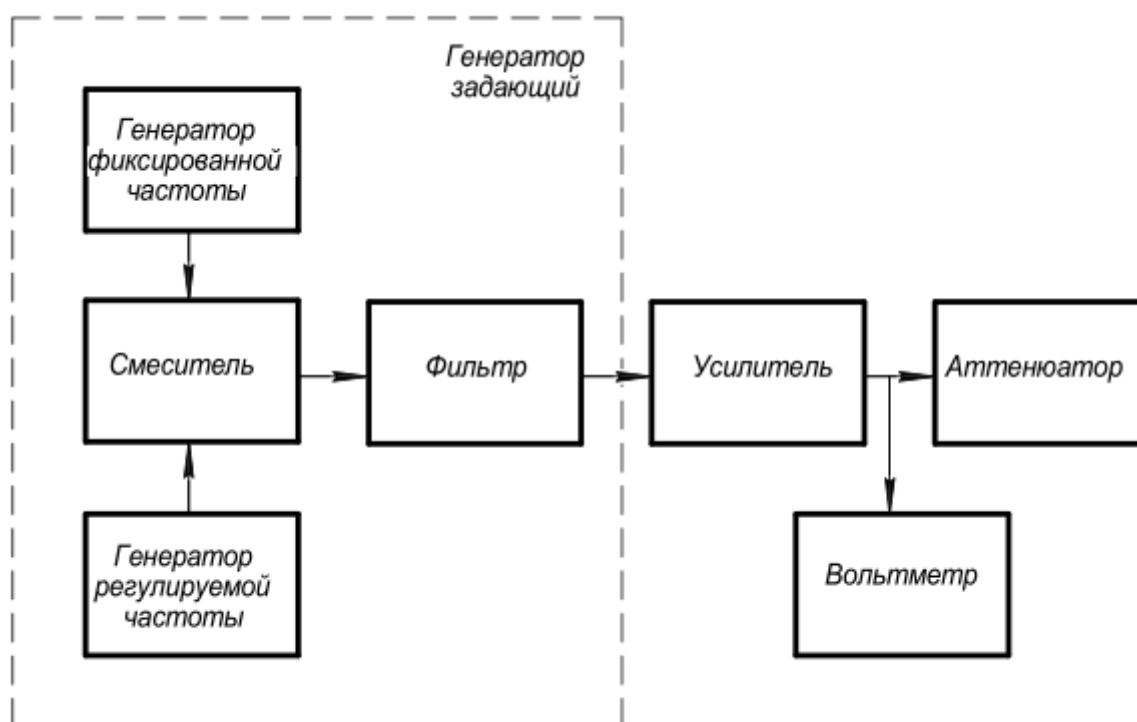 Генератор
задающий
Генератор
фиксированной
частоты
Смеситель
Фильтр
Усилитель
Аттенюатор
Генератор
регулируемой
частоты
Вольтметр